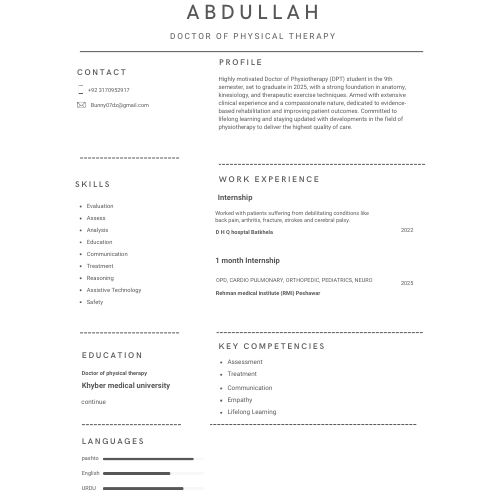 ABDULLAH
DOCTOR OF PHYSICAL THERAPY
CONTACT
+92 3170952917
Bunny07dz@gmail.com
SKILLS
Evaluation
Assess
Analysis
Education
Communication
Treatment
Reasoning
Assistive Technology
Safety
EDUCATION
Doctor of physical therapy
Khyber medical university
continue
LANGUAGES
pashto
English
URDU
PROFILE
Highly motivated Doctor of Physiotherapy (DPT) student in the 9th
semester, set to graduate in 2025, with a strong foundation in anatomy,
kinesiology, and therapeutic exercise techniques. Armed with extensive
clinical experience and a compassionate nature, dedicated to evidence-
based rehabilitation and improving patient outcomes. Committed to
lifelong learning and staying updated with developments in the field of
physiotherapy to deliver the highest quality of care.
WORK EXPERIENCE
Internship
Worked with patients suffering from debilitating conditions like
back pain, arthritis, fracture, strokes and cerebral palsy.
D H Q hosptal Batkhela
2022
1 month Internship
OPD, CARDIO PULMONARY, ORTHOPEDIC, PEDIATRICS, NEURO
2025
Rehman medical institute (RMI) Peshawar
KEY COMPETENCIES
Assessment
Treatment
Communication
Empathy
Lifelong Learning